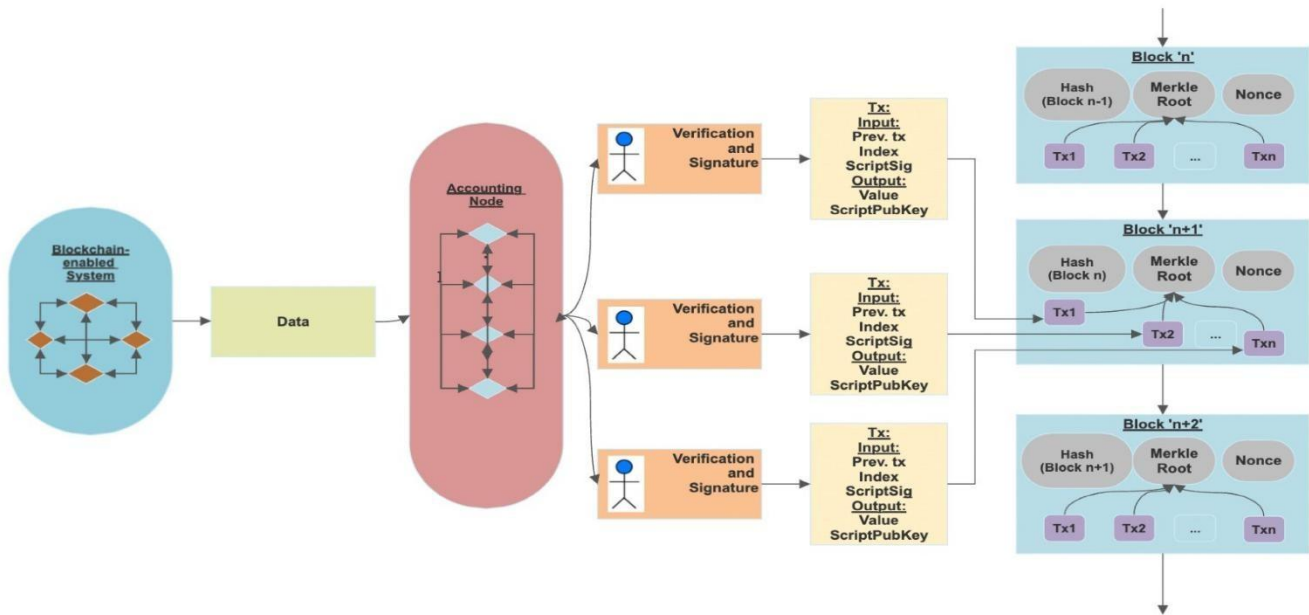 Blockchain-
enabled
System
Data
Accounting
Node
Verification
and
Signature
Tx:
Input:
Prev. tx
Index
ScriptSig
Output:
Value
ScriptPubKey
Verification
and
Signature
Tx:
Input:
Prev. tx
Index
ScriptSig
Output:
Value
ScriptPubKey
Verification
and
Signature
Tx:
Input:
Prev. tx
Index
ScriptSig
Output:
Value
ScriptPubKey
Block 'n'
Hash
(Block n-1)
Merkle
Root
Nonce
Tx1
Tx2
...
Txn
Block 'n+1'
Hash
(Block n)
Merkle
Root
Nonce
Tx1
Tx2
...
Txn
Block 'n+2'
Hash
(Block n+1)
Merkle
Root
Nonce
Tx1
Tx2
...
Txn